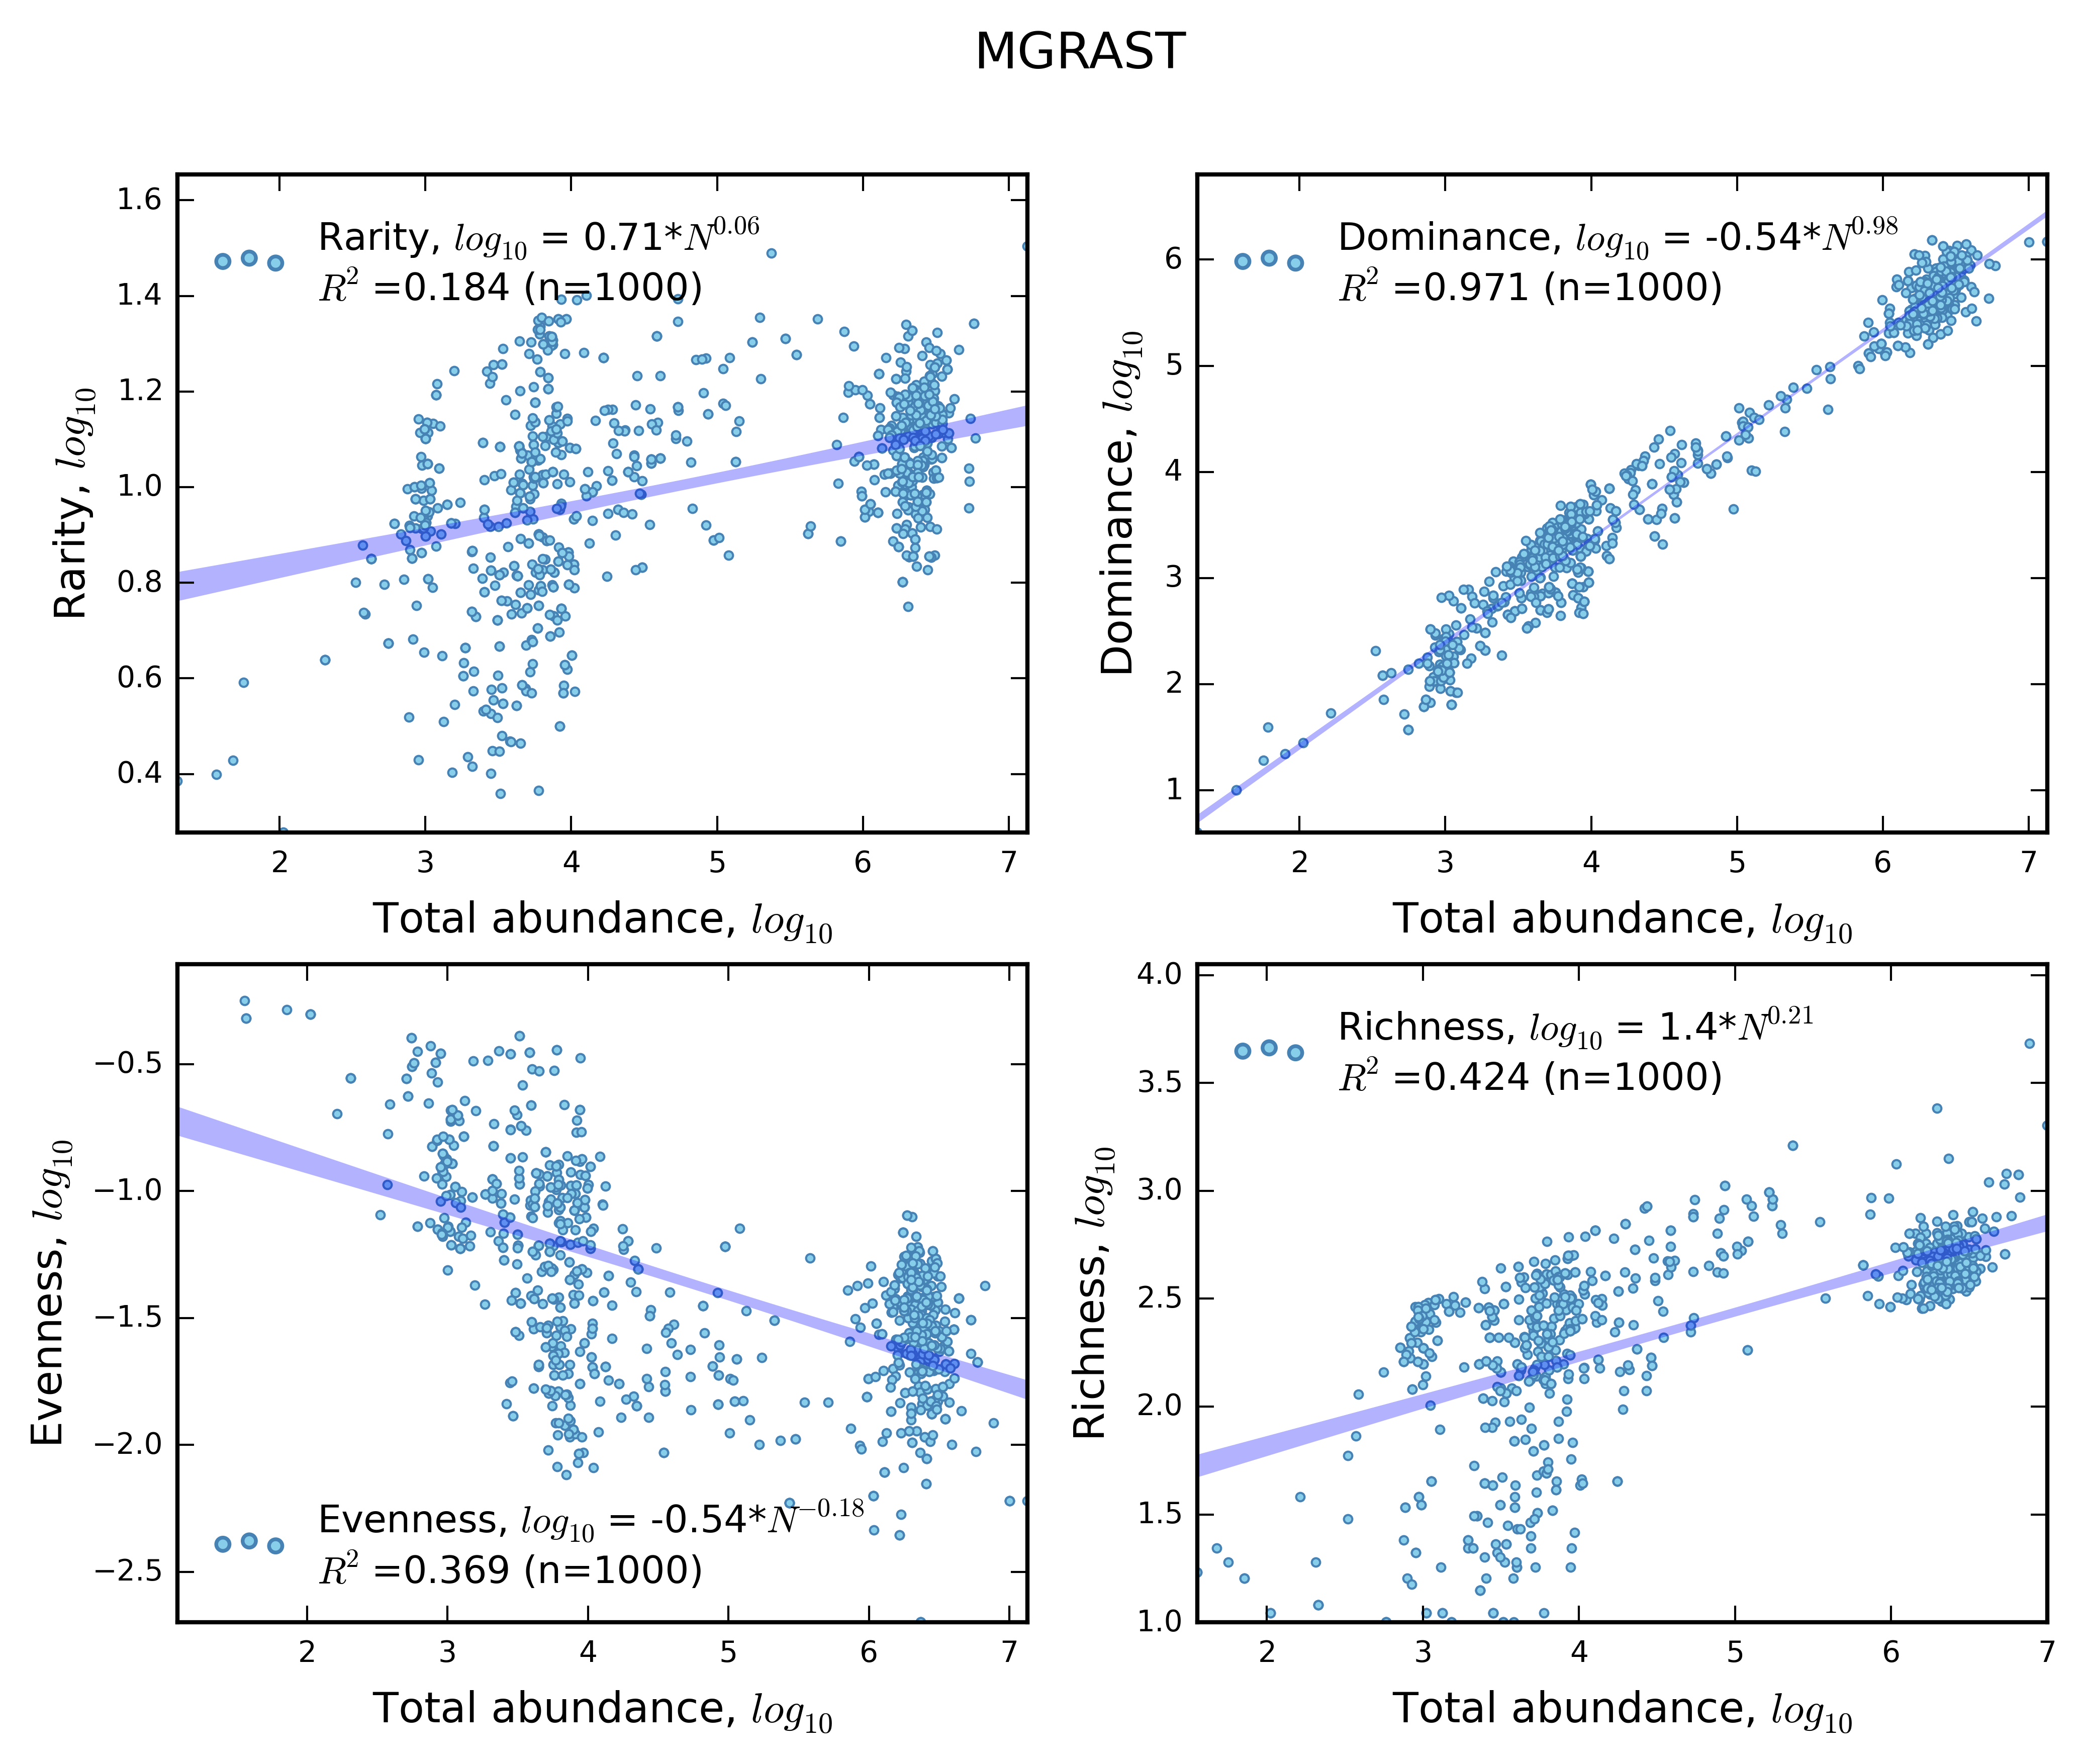 MGRAST
Rarity, log₁₀ = 0.71*N^0.06
R² =0.184 (n=1000)
1.6
1.4
1.2
1.0
0.8
0.6
0.4
Rarity, log₁₀
2 3 4 5 6 7
Total abundance, log₁₀
Dominance, log₁₀ = -0.54*N^0.98
R² =0.971 (n=1000)
6
5
4
3
2
1
Dominance, log₁₀
2 3 4 5 6 7
Total abundance, log₁₀
−0.5
−1.0
−1.5
−2.0
−2.5
Evenness, log₁₀
Evenness, log₁₀ = -0.54*N^−0.18
R² =0.369 (n=1000)
2 3 4 5 6 7
Total abundance, log₁₀
Richness, log₁₀ = 1.4*N^0.21
R² =0.424 (n=1000)
4.0
3.5
3.0
2.5
2.0
1.5
1.0
Richness, log₁₀
2 3 4 5 6 7
Total abundance, log₁₀